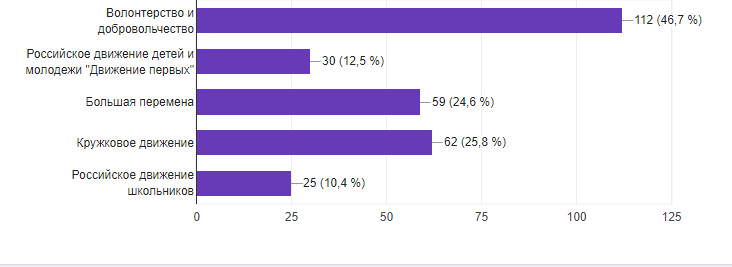 Волонтерство и
добровольчество
112 (46,7 %)
Российское движение детей и
молодежи "Движение первых"
30 (12,5 %)
Большая перемена
59 (24,6 %)
Кружковое движение
62 (25,8 %)
Российское движение
школьников
25 (10,4 %)
0 25 50 75 100 125